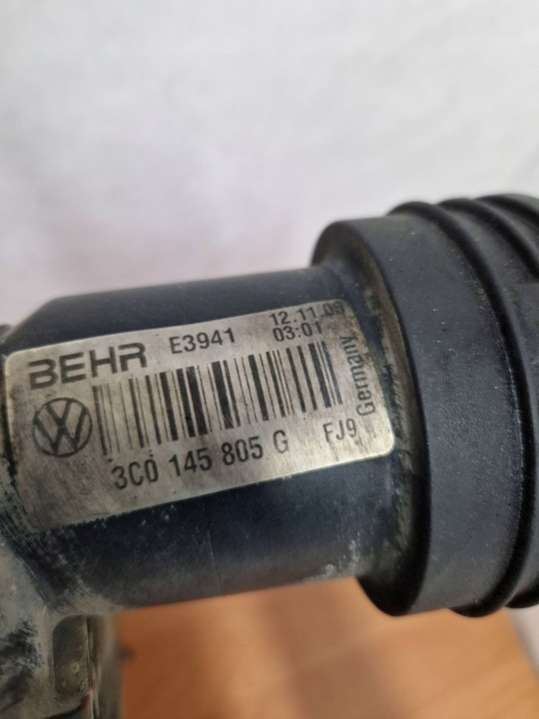 BEHR E3941 12.11.09
03:01
Germany
3C0 145 805 G FJ9